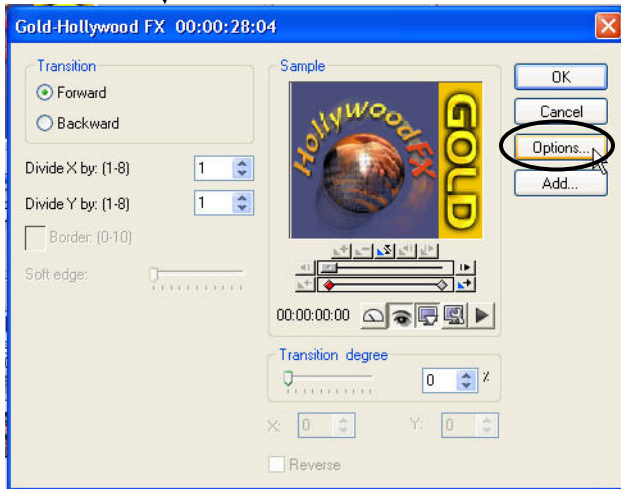 Gold-Hollywood FX 00:00:28:04
Transition
Forward
Backward
Divide X by: (1-8) 1
Divide Y by: (1-8) 1
Border: (0-10)
Soft edge:
Sample
HollywoodFX
GOLD
00:00:00:00
Transition degree
0 %
X: 0 Y: 0
Reverse
OK
Cancel
Options...
Add...